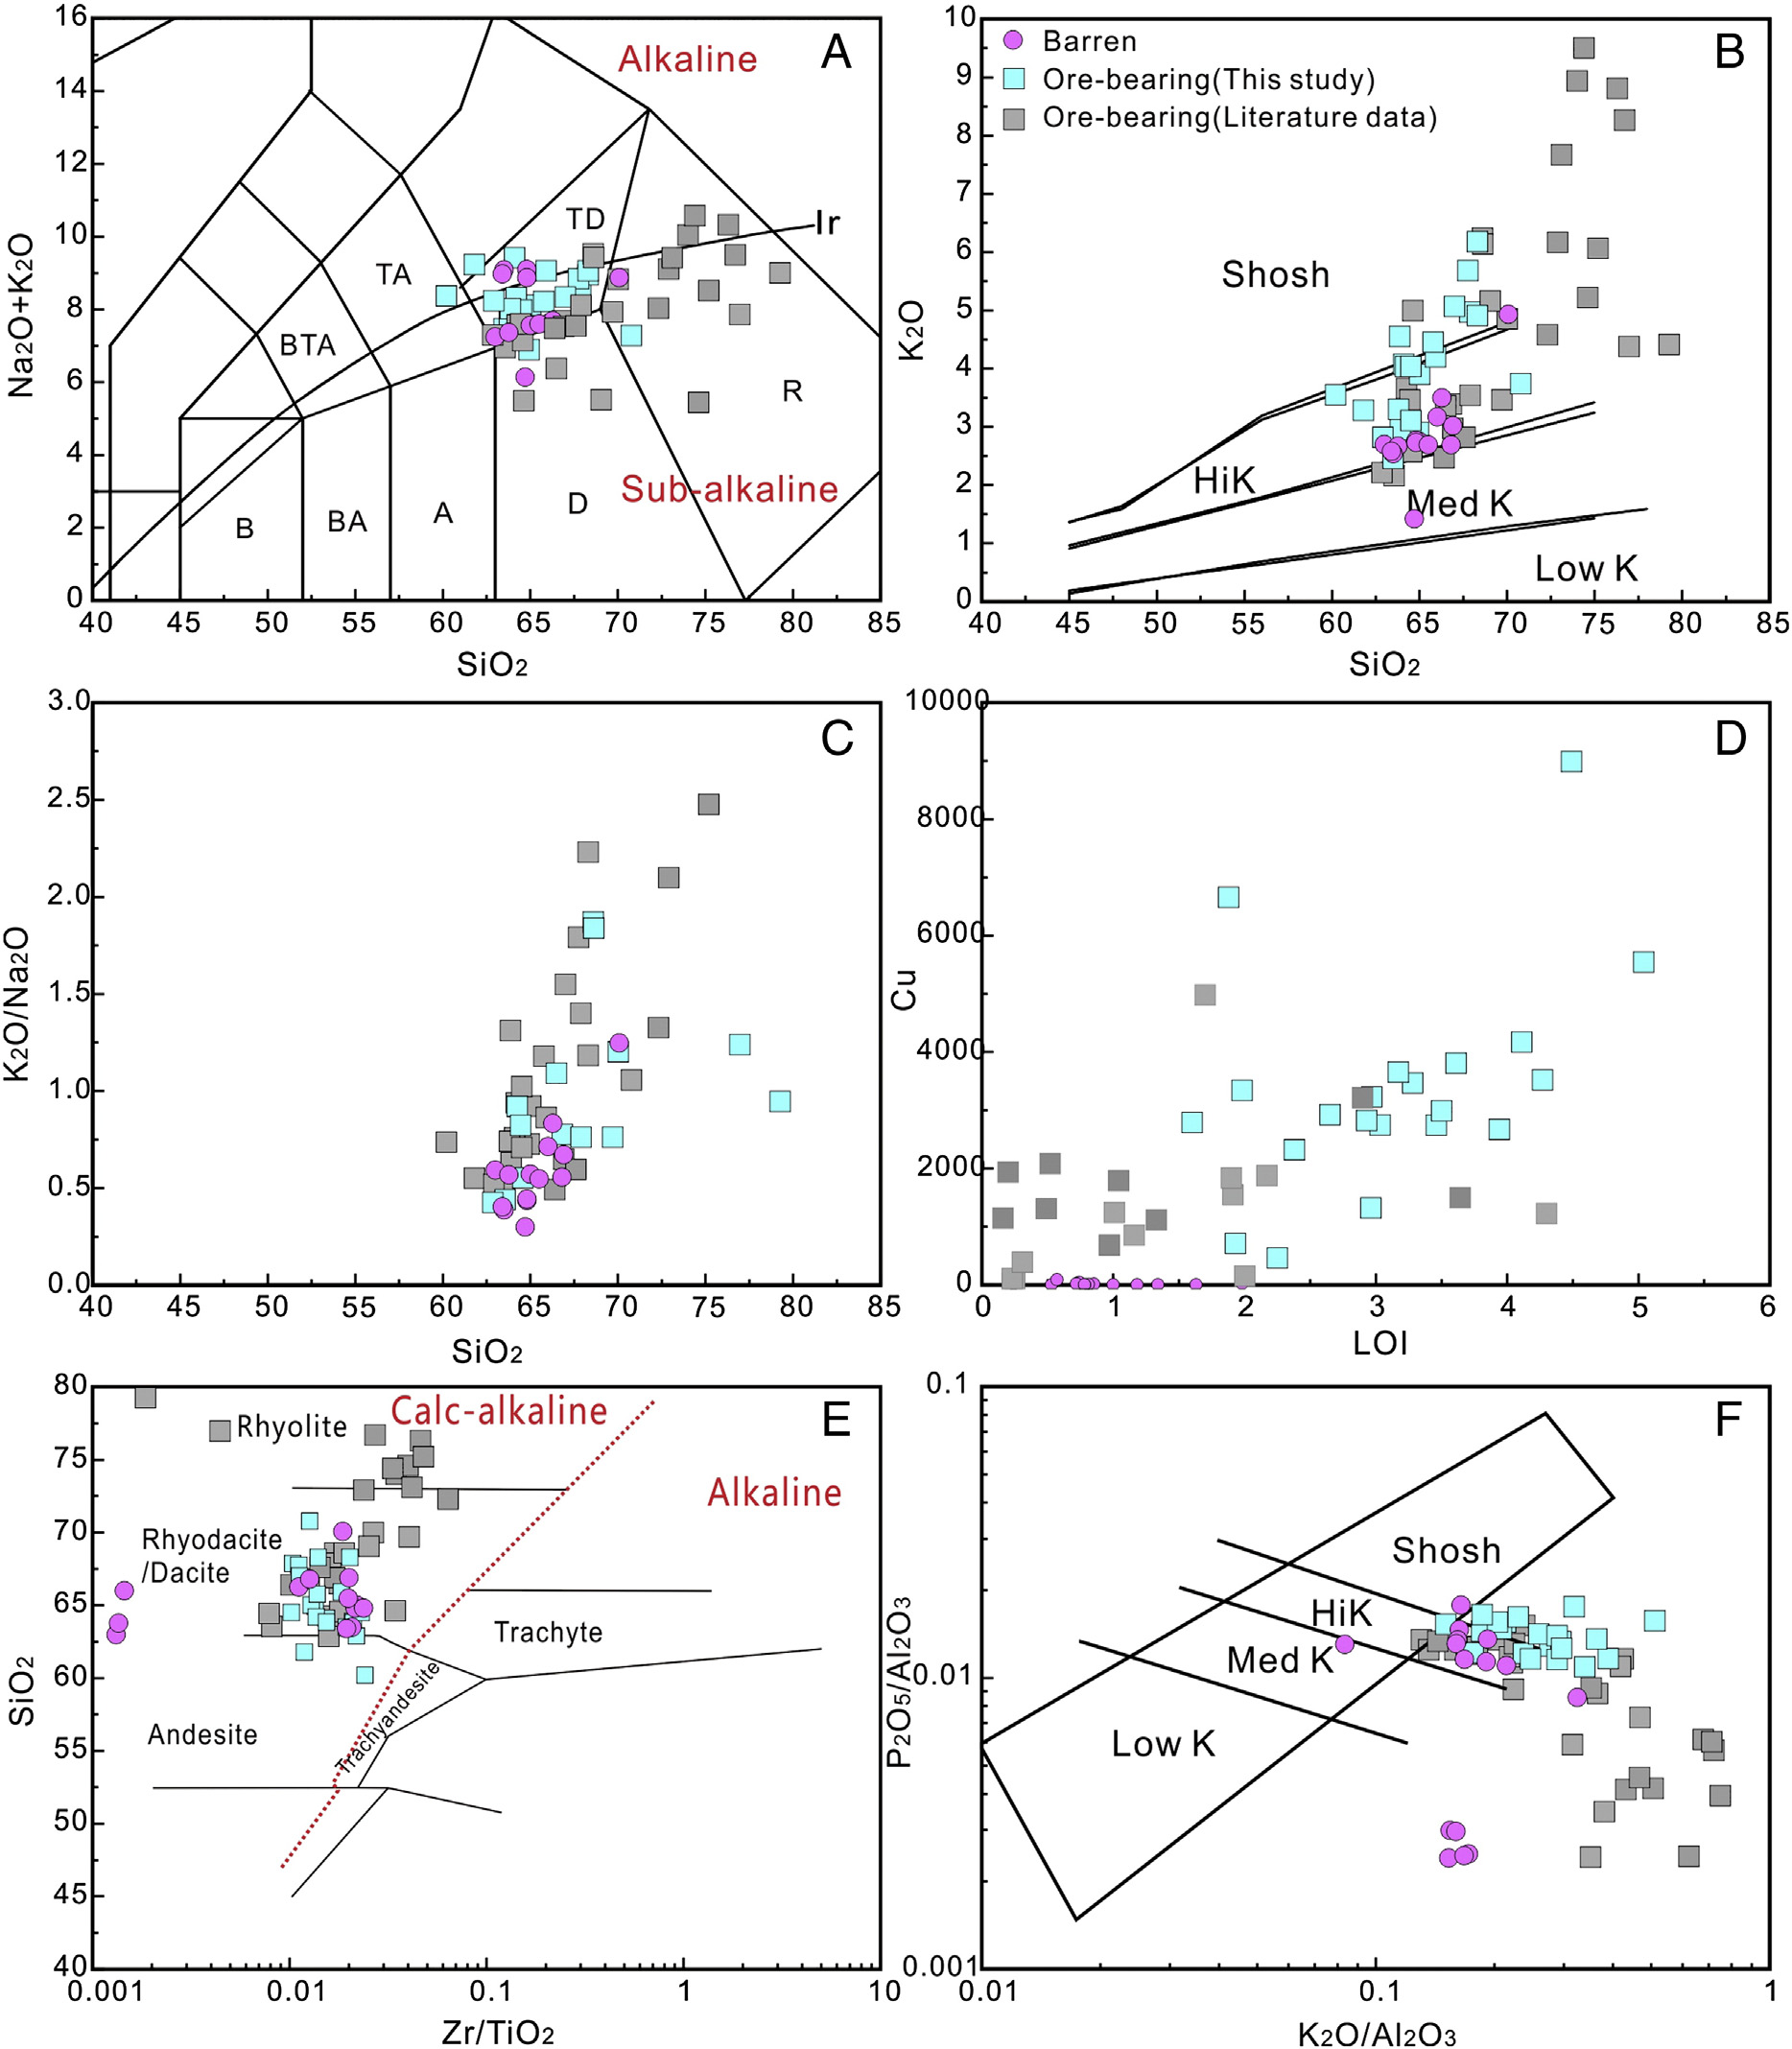 A
Alkaline
Sub-alkaline
TD
TA
BTA
B
BA
A
D
R
Ir
Na2O+K2O
16
14
12
10
8
6
4
2
0
40 45 50 55 60 65 70 75 80 85
SiO2
B
Barren
Ore-bearing(This study)
Ore-bearing(Literature data)
Shosh
HiK
Med K
Low K
K2O
10
9
8
7
6
5
4
3
2
1
0
40 45 50 55 60 65 70 75 80 85
SiO2
C
K2O/Na2O
3.0
2.5
2.0
1.5
1.0
0.5
0.0
40 45 50 55 60 65 70 75 80 85
SiO2
D
Cu
10000
8000
6000
4000
2000
0
0 1 2 3 4 5 6
LOI
E
Calc-alkaline
Alkaline
Rhyolite
Rhyodacite
/Dacite
Trachyte
Trachyandesite
Andesite
SiO2
80
75
70
65
60
55
50
45
40
0.001 0.01 0.1 1 10
Zr/TiO2
F
Shosh
HiK
Med K
Low K
P2O5/Al2O3
0.1
0.01
0.001
0.01 0.1 1
K2O/Al2O3